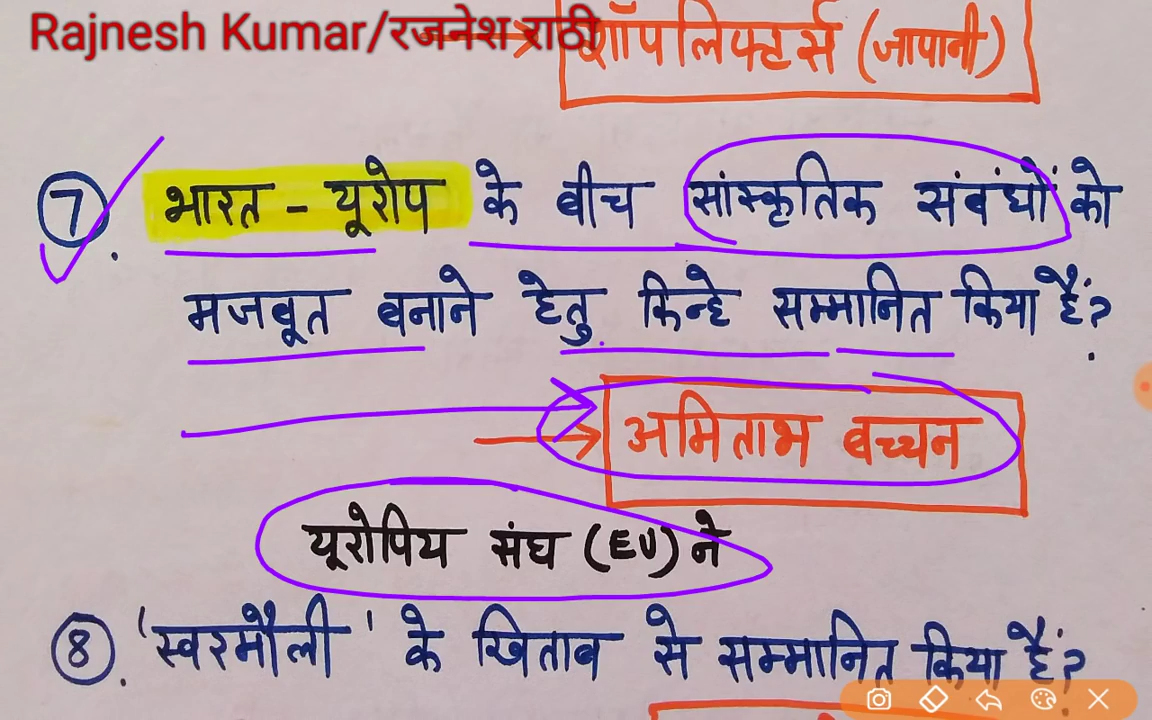 Rajnesh Kumar/रजनेश राठी
शॉपलिफ्टर्स (जापानी)
7. भारत - यूरोप के बीच सांस्कृतिक संबंधों को
मजबूत बनाने हेतु किन्हे सम्मानित किया हैं?
अमिताभ बच्चन
यूरोपिय संघ (EU) ने
8. 'स्वरमौली' के खिताब से सम्मानित किया हैं?